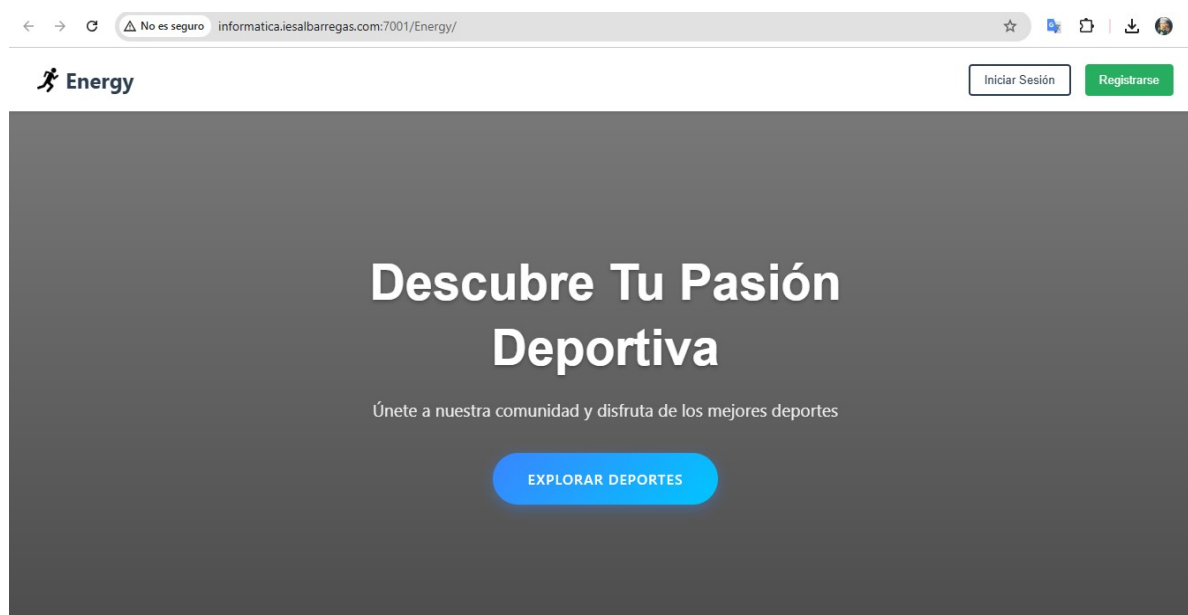 No es seguro informatica.iesalbarregas.com:7001/Energy/
Energy
Iniciar Sesión
Registrarse
Descubre Tu Pasión
Deportiva
Únete a nuestra comunidad y disfruta de los mejores deportes
EXPLORAR DEPORTES